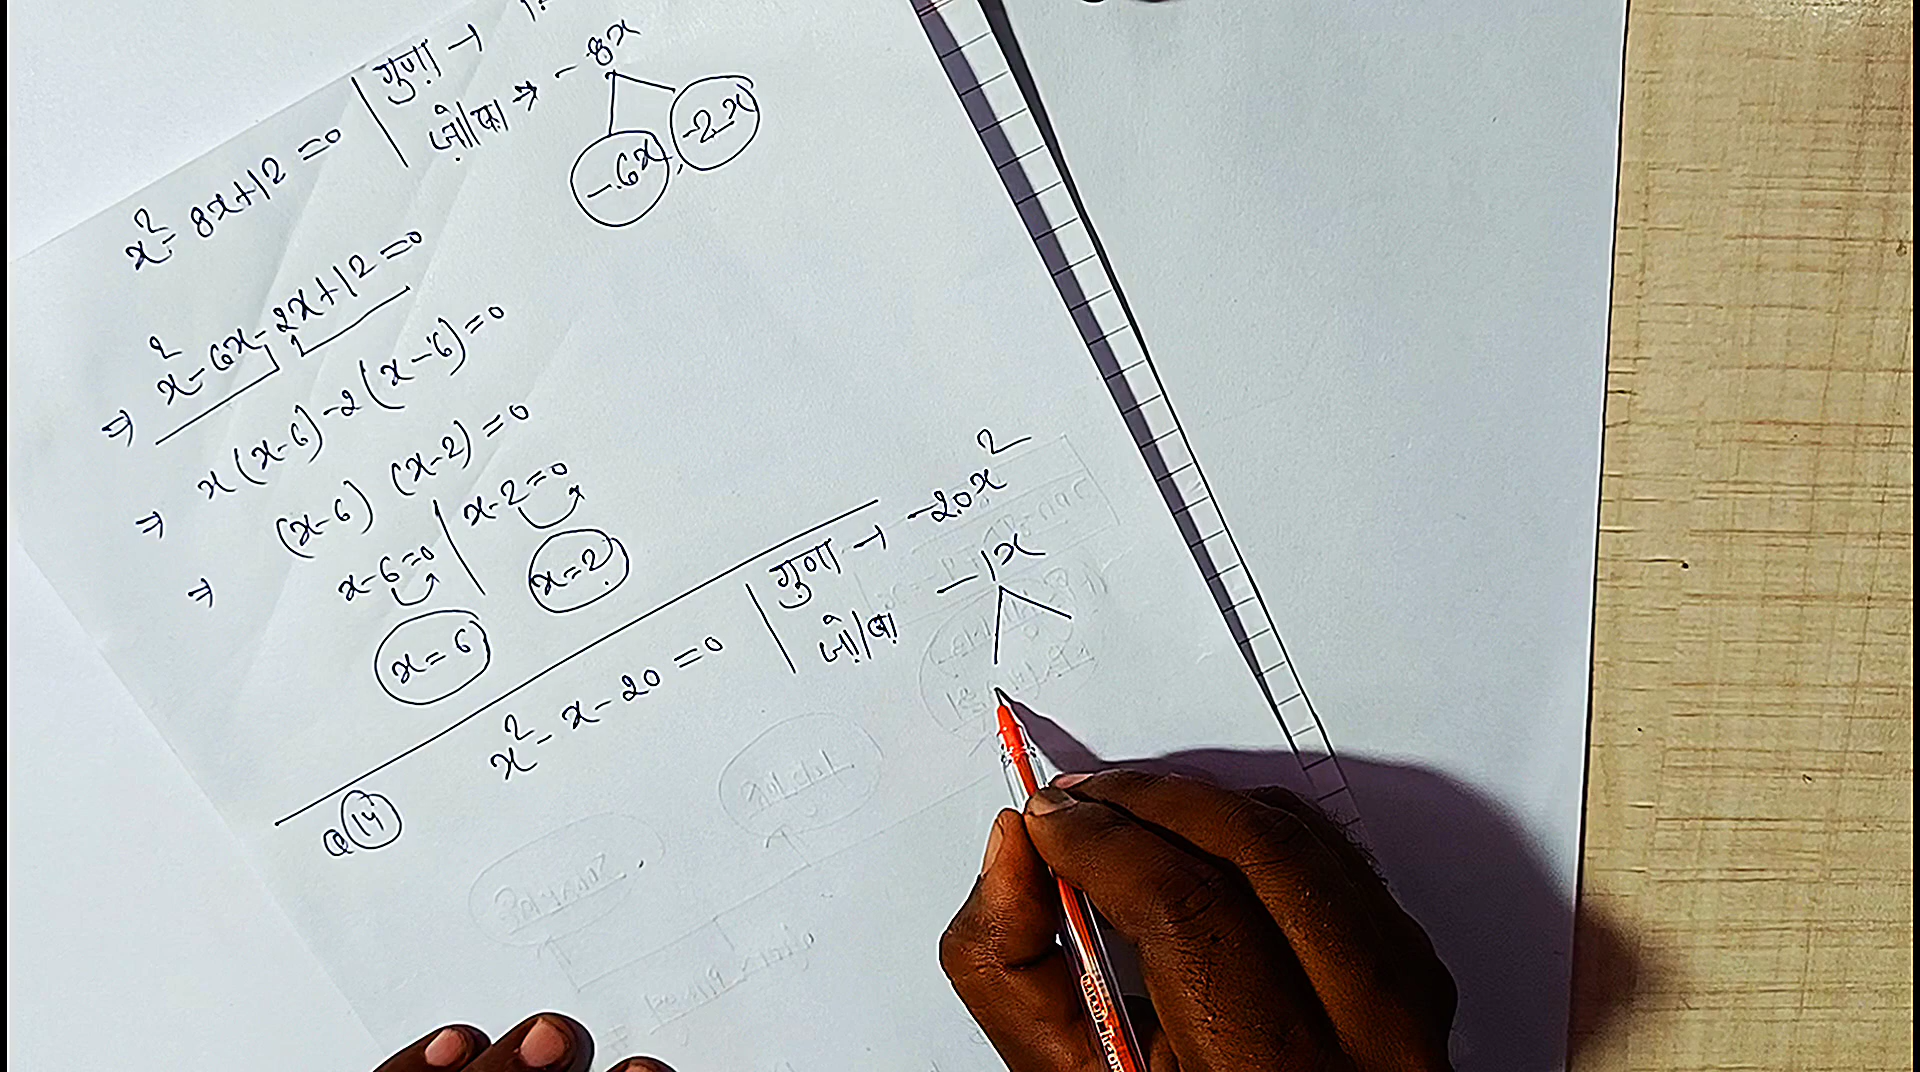 x² - 8x + 12 = 0 | गुणा →
जोड़ा ⇒ - 8x
-6x, -2x
⇒ x² - 6x - 2x + 12 = 0
⇒ x (x-6) - 2 (x-6) = 0
⇒ (x-6) (x-2) = 0
x-6=0 | x-2=0
x=6 x=2
Q 14 x² - x - 20 = 0 | गुणा → -20x²
जोड़ा - 1x